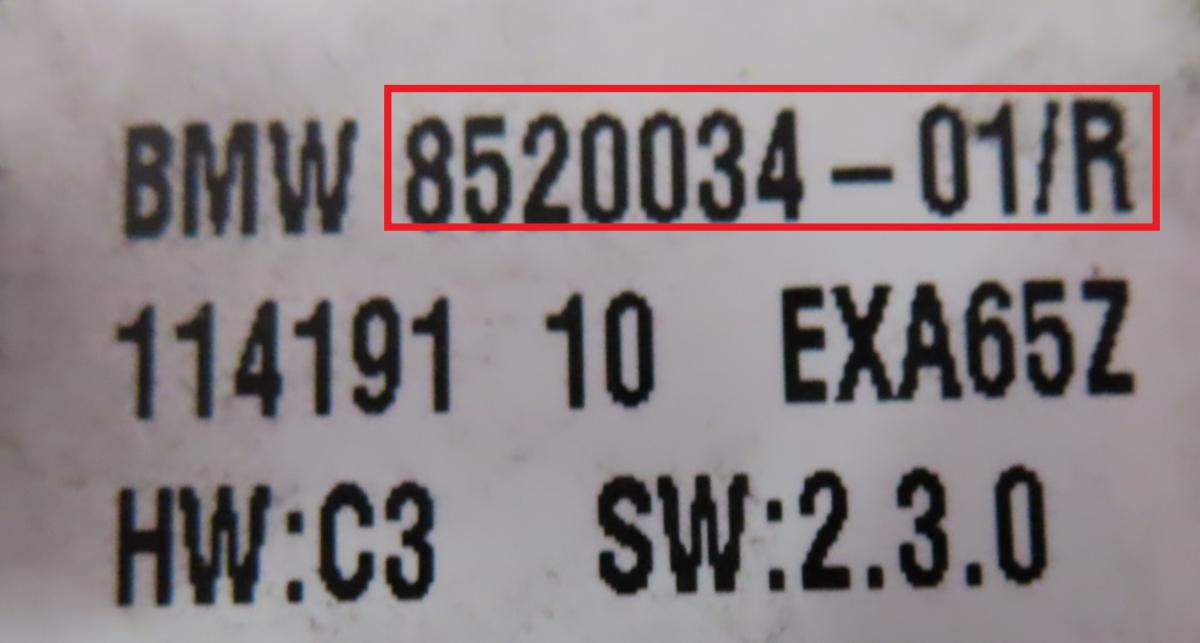 BMW 8520034-01/R
114191 10 EXA65Z
HW:C3 SW:2.3.0